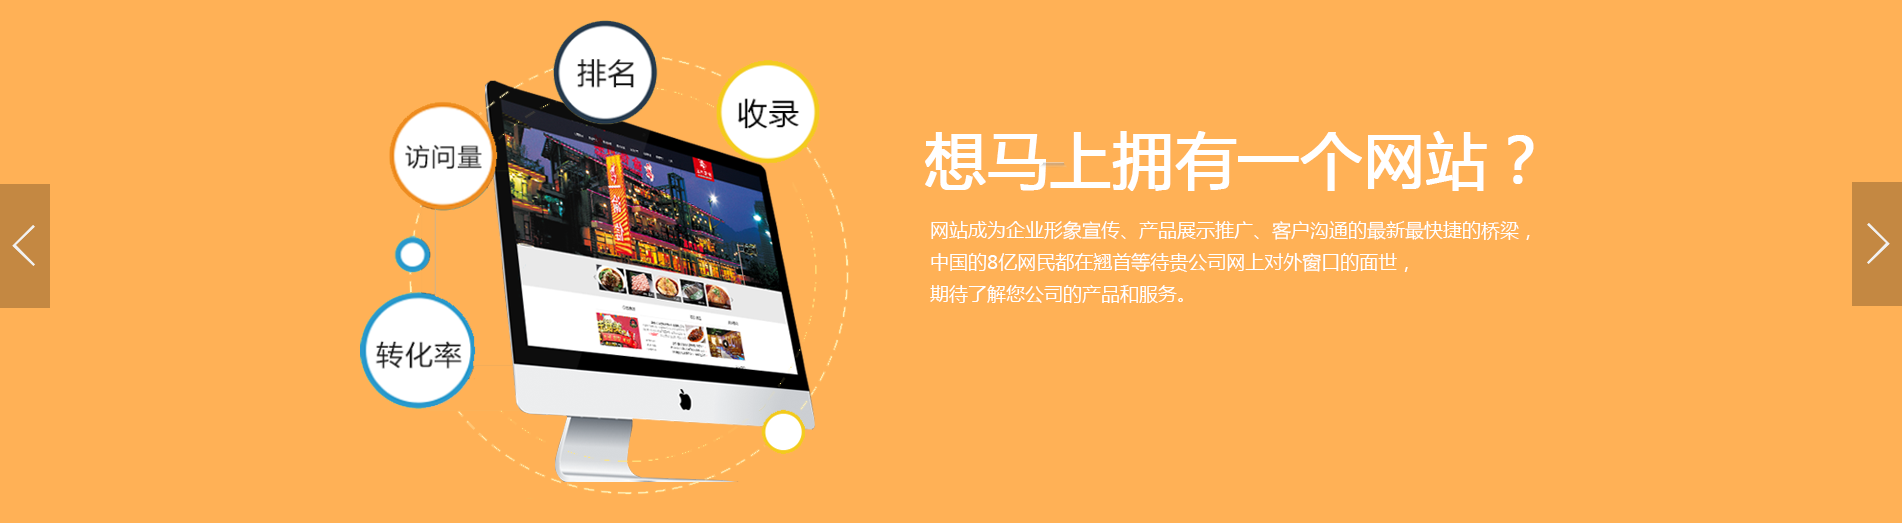 排名
收录
访问量
转化率
想马上拥有一个网站？
网站成为企业形象宣传、产品展示推广、客户沟通的最新最快捷的桥梁，
中国的8亿网民都在翘首等待贵公司网上对外窗口的面世，
期待了解您公司的产品和服务。